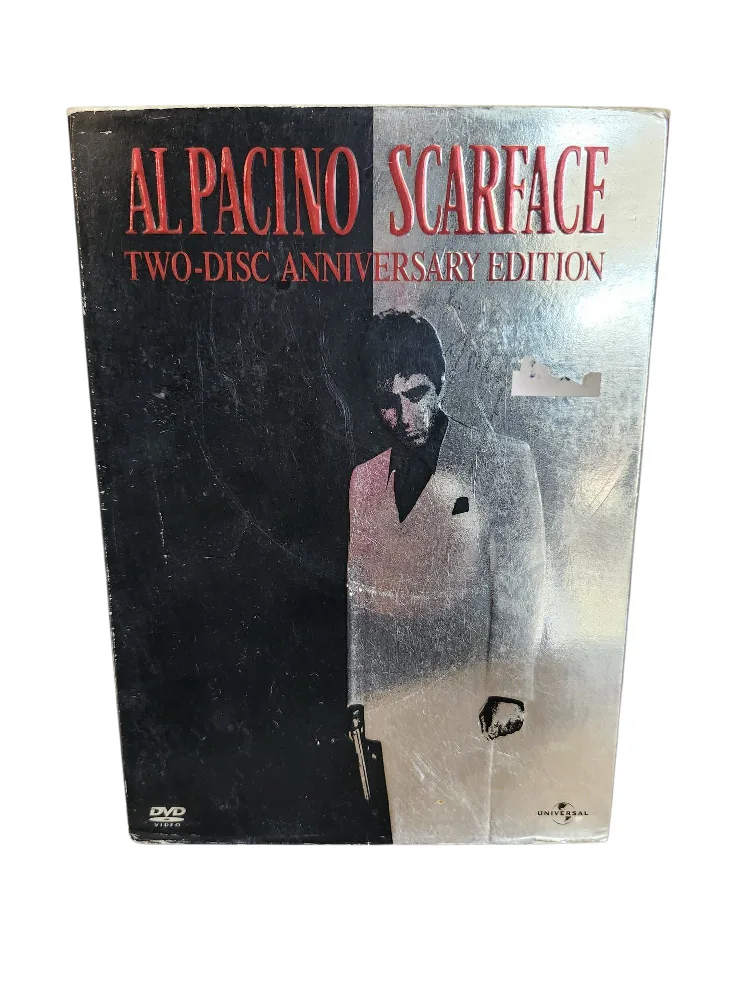 AL PACINO SCARFACE
TWO-DISC ANNIVERSARY EDITION
DVD
VIDEO
UNIVERSAL